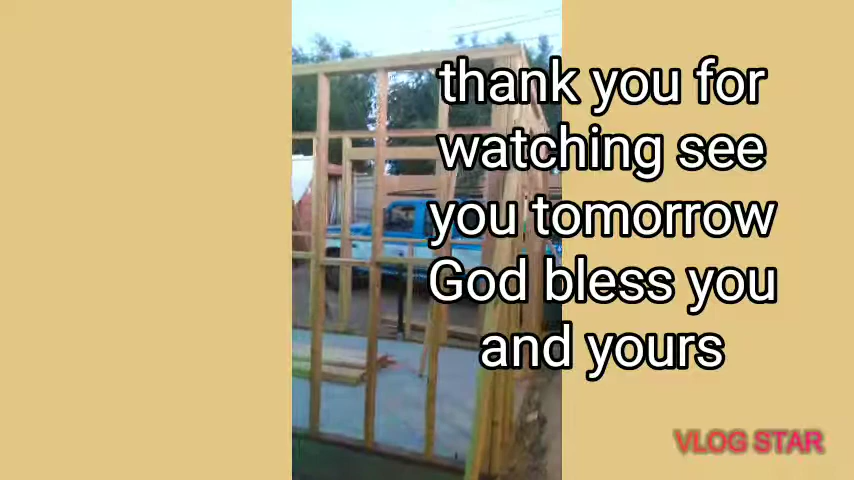 thank you for
watching see
you tomorrow
God bless you
and yours
VLOG STAR